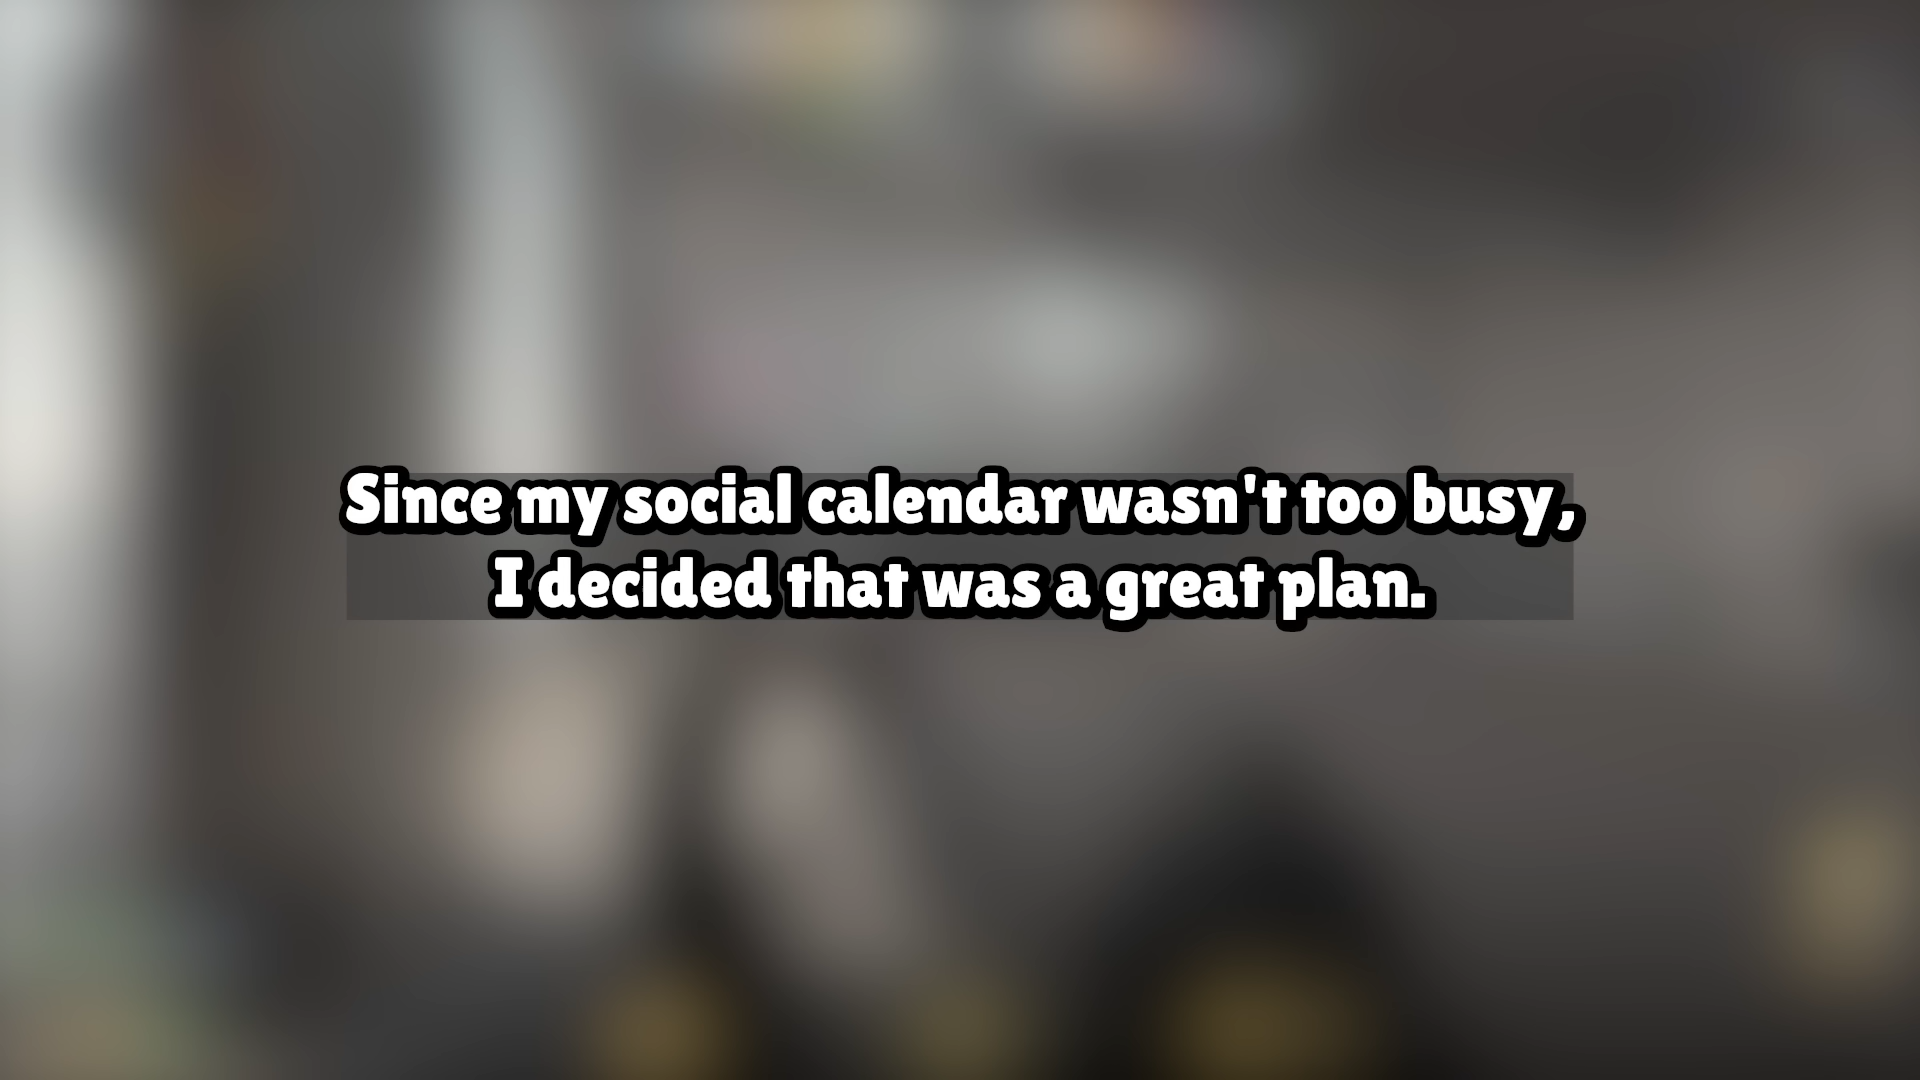 Since my social calendar wasn't too busy,
I decided that was a great plan.